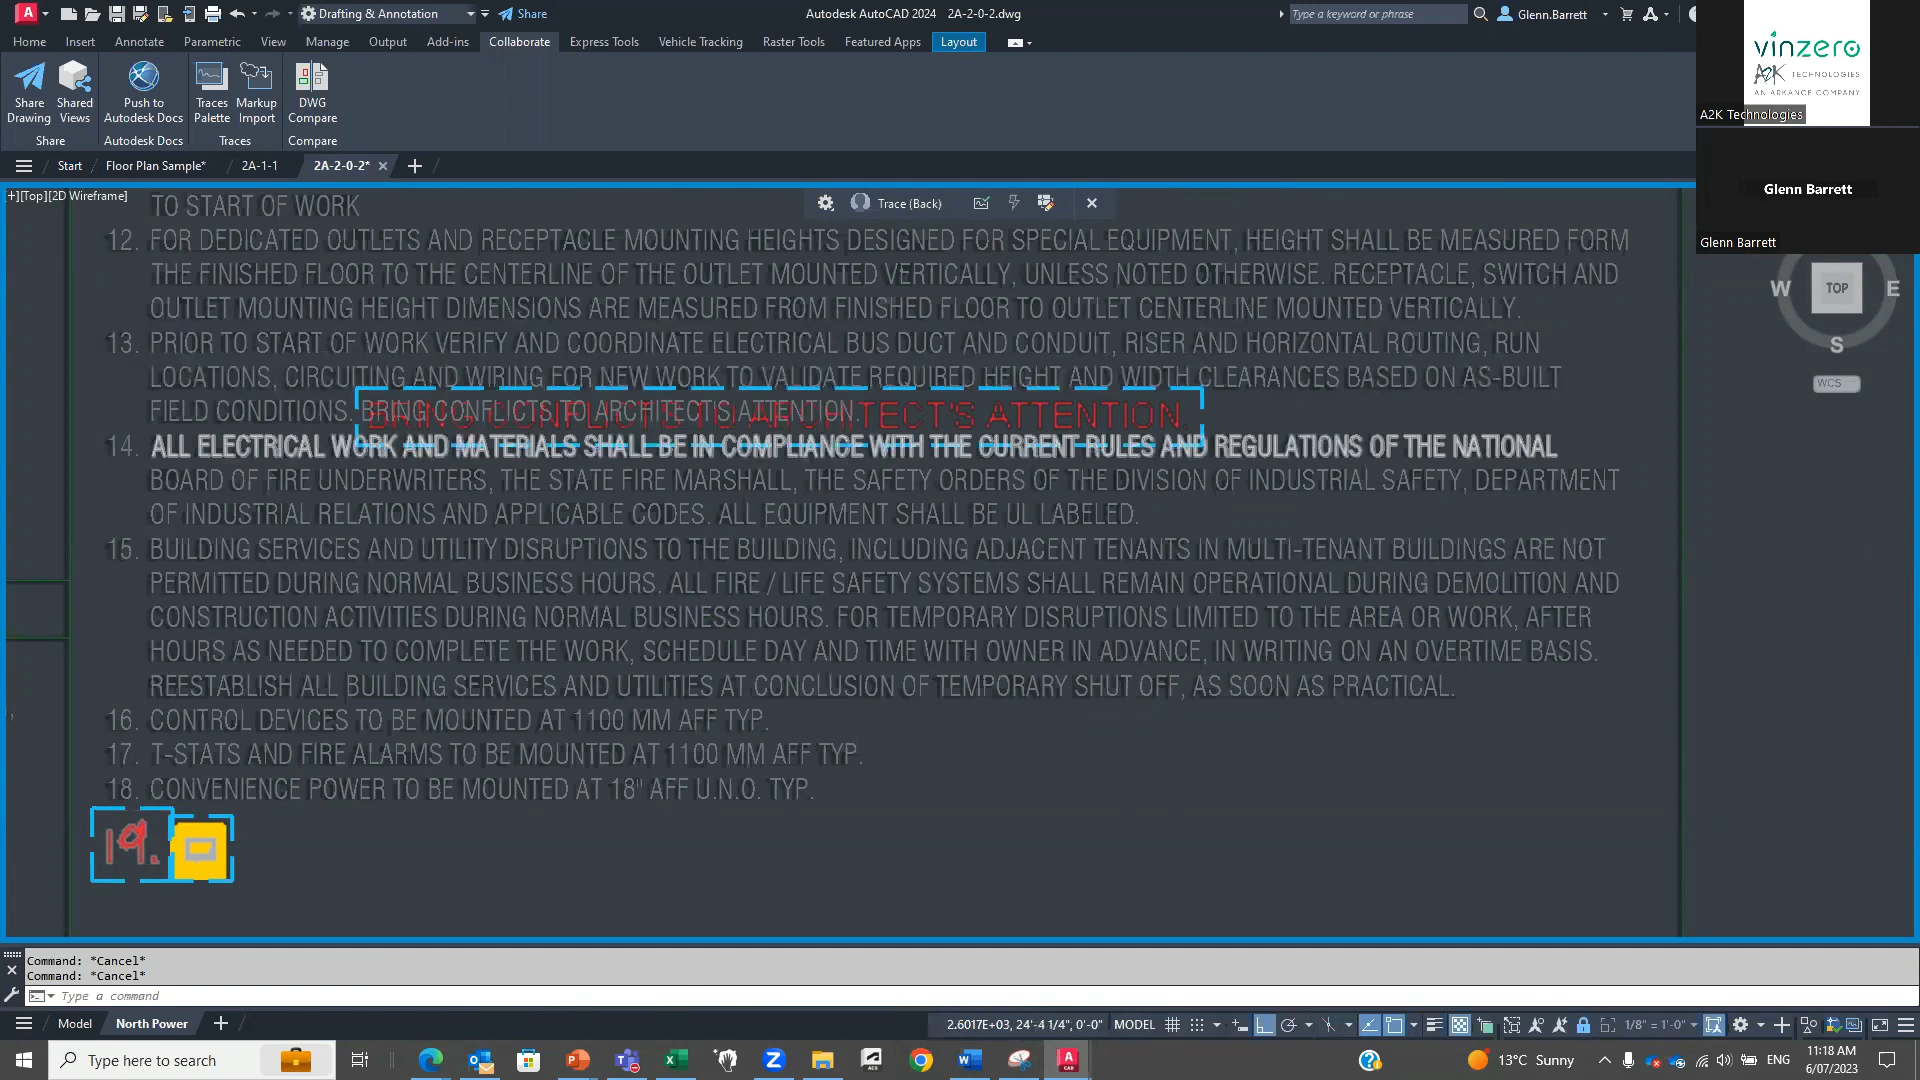 Drafting & Annotation
Share
Autodesk AutoCAD 2024 2A-2-0-2.dwg
Type a keyword or phrase
Glenn.Barrett
Home Insert Annotate Parametric View Manage Output Add-ins Collaborate Express Tools Vehicle Tracking Raster Tools Featured Apps Layout
Share Drawing
Shared Views
Push to Autodesk Docs
Traces Palette
Markup Import
DWG Compare
Share
Autodesk Docs
Traces
Compare
vinzero
A2K TECHNOLOGIES
AN ARKANCE COMPANY
A2K Technologies
Glenn Barrett
Glenn Barrett
Start Floor Plan Sample* 2A-1-1 2A-2-0-2*
[+][Top][2D Wireframe]
Trace (Back)
TO START OF WORK
12. FOR DEDICATED OUTLETS AND RECEPTACLE MOUNTING HEIGHTS DESIGNED FOR SPECIAL EQUIPMENT, HEIGHT SHALL BE MEASURED FORM
THE FINISHED FLOOR TO THE CENTERLINE OF THE OUTLET MOUNTED VERTICALLY, UNLESS NOTED OTHERWISE. RECEPTACLE, SWITCH AND
OUTLET MOUNTING HEIGHT DIMENSIONS ARE MEASURED FROM FINISHED FLOOR TO OUTLET CENTERLINE MOUNTED VERTICALLY.
13. PRIOR TO START OF WORK VERIFY AND COORDINATE ELECTRICAL BUS DUCT AND CONDUIT, RISER AND HORIZONTAL ROUTING, RUN
LOCATIONS, CIRCUITING AND WIRING FOR NEW WORK TO VALIDATE REQUIRED HEIGHT AND WIDTH CLEARANCES BASED ON AS-BUILT
FIELD CONDITIONS. BRING CONFLICTS TO ARCHITECTS ATTENTION.
BRING CONFLICTS TO ARCHITECT'S ATTENTION.
14. ALL ELECTRICAL WORK AND MATERIALS SHALL BE IN COMPLIANCE WITH THE CURRENT RULES AND REGULATIONS OF THE NATIONAL
BOARD OF FIRE UNDERWRITERS, THE STATE FIRE MARSHALL, THE SAFETY ORDERS OF THE DIVISION OF INDUSTRIAL SAFETY, DEPARTMENT
OF INDUSTRIAL RELATIONS AND APPLICABLE CODES. ALL EQUIPMENT SHALL BE UL LABELED.
15. BUILDING SERVICES AND UTILITY DISRUPTIONS TO THE BUILDING, INCLUDING ADJACENT TENANTS IN MULTI-TENANT BUILDINGS ARE NOT
PERMITTED DURING NORMAL BUSINESS HOURS. ALL FIRE / LIFE SAFETY SYSTEMS SHALL REMAIN OPERATIONAL DURING DEMOLITION AND
CONSTRUCTION ACTIVITIES DURING NORMAL BUSINESS HOURS. FOR TEMPORARY DISRUPTIONS LIMITED TO THE AREA OR WORK, AFTER
HOURS AS NEEDED TO COMPLETE THE WORK, SCHEDULE DAY AND TIME WITH OWNER IN ADVANCE, IN WRITING ON AN OVERTIME BASIS.
REESTABLISH ALL BUILDING SERVICES AND UTILITIES AT CONCLUSION OF TEMPORARY SHUT OFF, AS SOON AS PRACTICAL.
16. CONTROL DEVICES TO BE MOUNTED AT 1100 MM AFF TYP.
17. T-STATS AND FIRE ALARMS TO BE MOUNTED AT 1100 MM AFF TYP.
18. CONVENIENCE POWER TO BE MOUNTED AT 18" AFF U.N.O. TYP.
19.
W TOP E
S
WCS
Command: *Cancel*
Command: *Cancel*
Type a command
Model North Power
2.6017E+03, 24'-4 1/4", 0'-0" MODEL
1/8" = 1'-0"
Type here to search
13°C Sunny
ENG
11:18 AM
6/07/2023